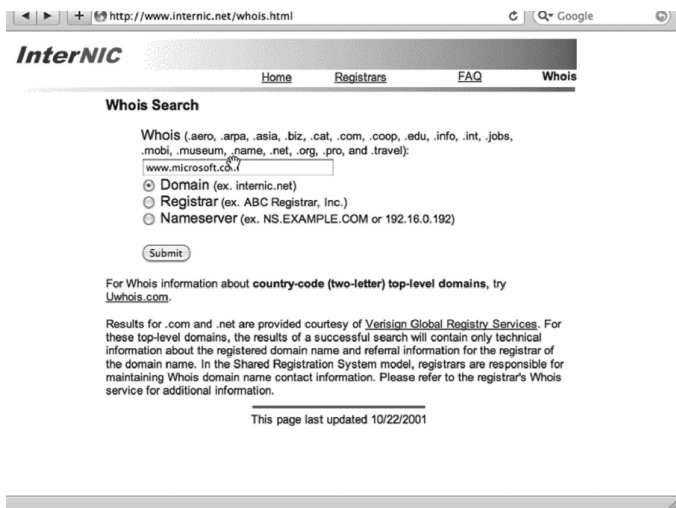 http://www.internic.net/whois.html
Google
InterNIC
Home Registrars FAQ Whois
Whois Search
Whois (.aero, .arpa, .asia, .biz, .cat, .com, .coop, .edu, .info, .int, .jobs,
.mobi, .museum, .name, .net, .org, .pro, and .travel):
Domain (ex. internic.net)
Registrar (ex. ABC Registrar, Inc.)
Nameserver (ex. NS.EXAMPLE.COM or 192.16.0.192)
Submit
For Whois information about country-code (two-letter) top-level domains, try
Uwhois.com.
Results for .com and .net are provided courtesy of Verisign Global Registry Services. For
these top-level domains, the results of a successful search will contain only technical
information about the registered domain name and referral information for the registrar of
the domain name. In the Shared Registration System model, registrars are responsible for
maintaining Whois domain name contact information. Please refer to the registrar's Whois
service for additional information.
This page last updated 10/22/2001